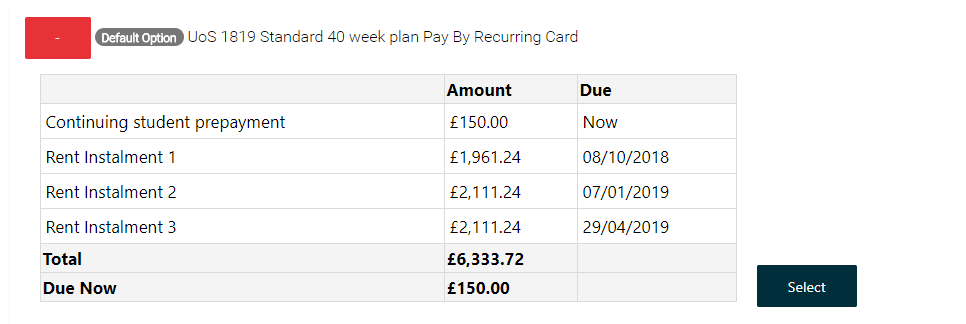 - Default Option UoS 1819 Standard 40 week plan Pay By Recurring Card
Amount Due
Continuing student prepayment £150.00 Now
Rent Instalment 1 £1,961.24 08/10/2018
Rent Instalment 2 £2,111.24 07/01/2019
Rent Instalment 3 £2,111.24 29/04/2019
Total £6,333.72
Due Now £150.00
Select